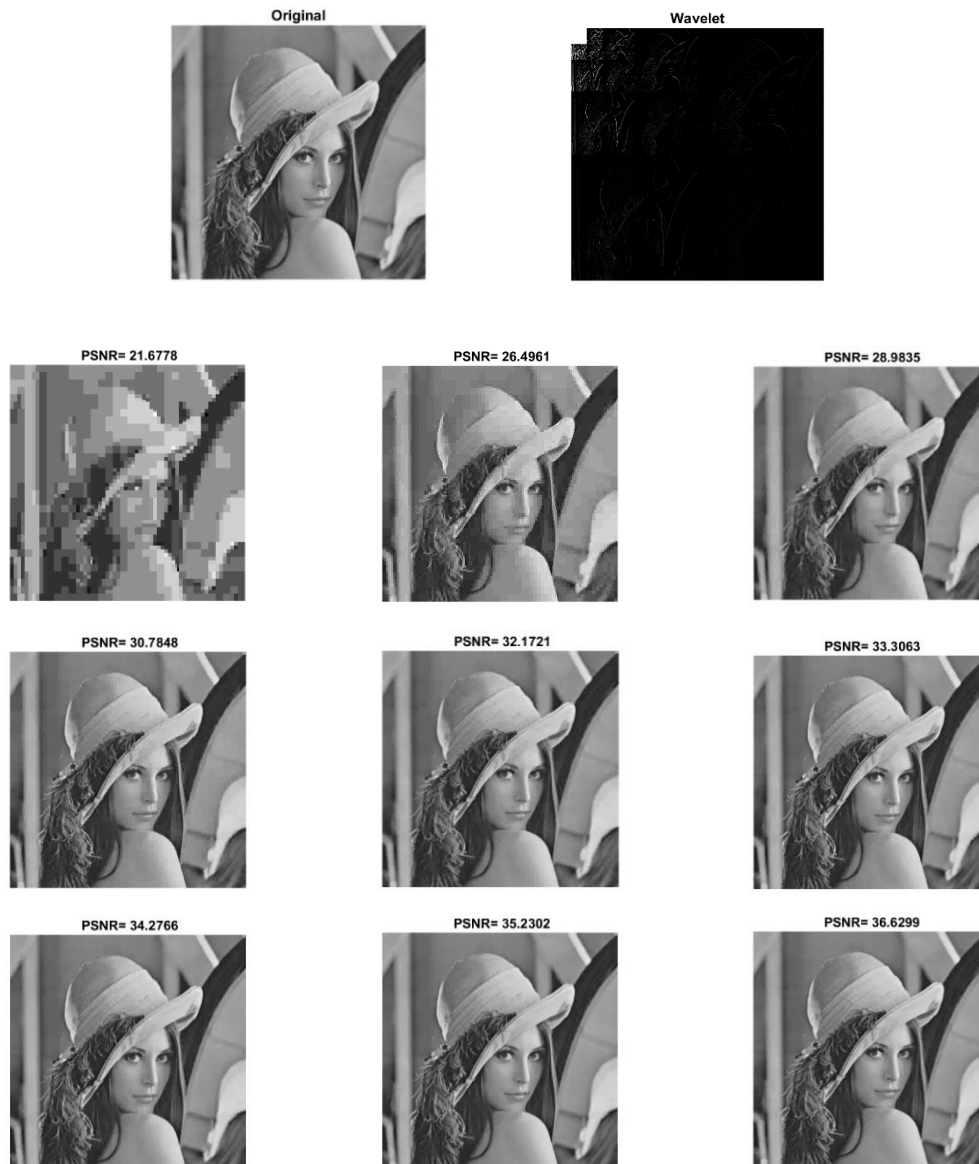 Original
Wavelet
PSNR= 21.6778
PSNR= 26.4961
PSNR= 28.9835
PSNR= 30.7848
PSNR= 32.1721
PSNR= 33.3063
PSNR= 34.2766
PSNR= 35.2302
PSNR= 36.6299